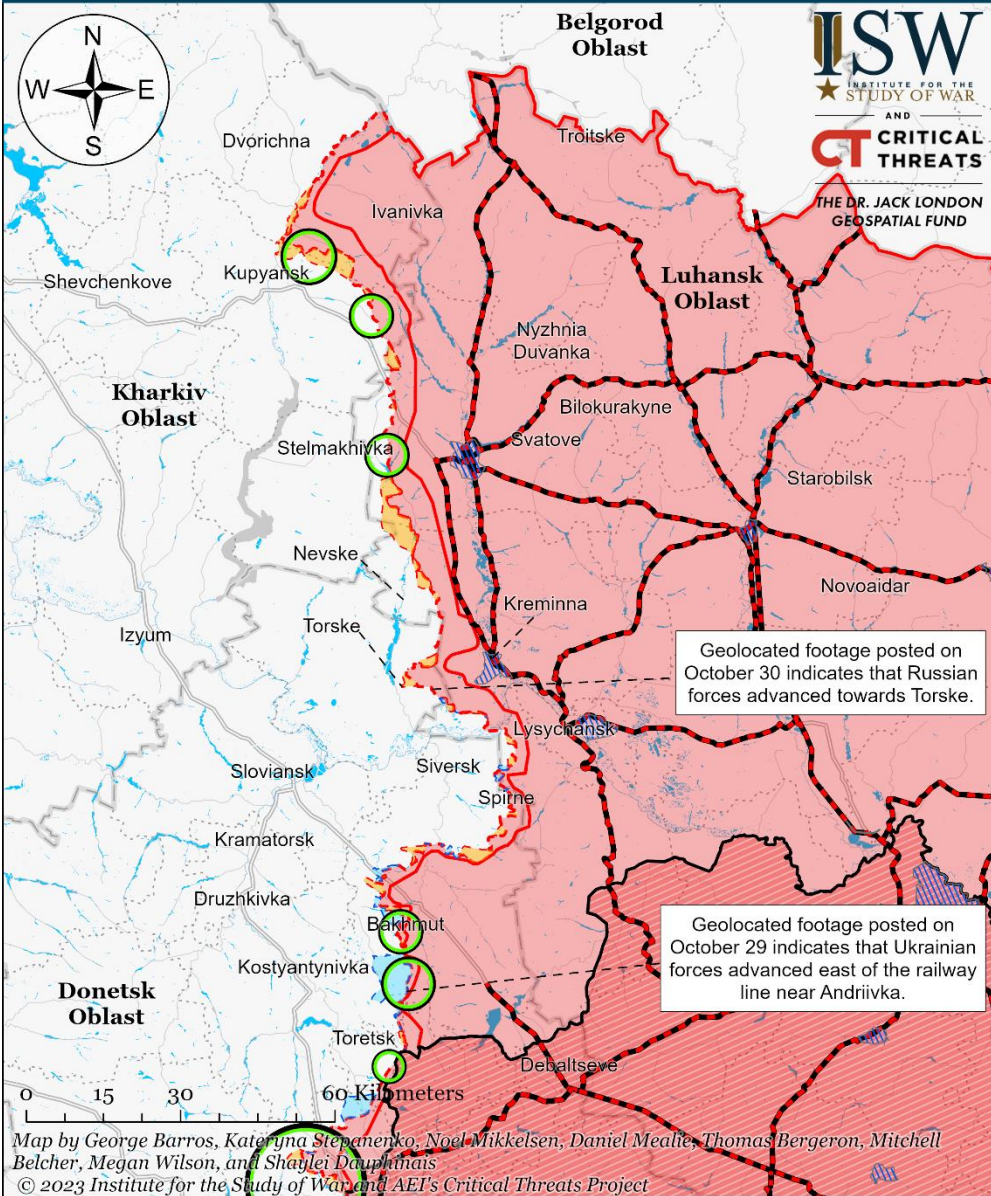 Belgorod
Oblast
ISW
INSTITUTE FOR THE
STUDY OF WAR
AND
CT CRITICAL
THREATS
THE DR. JACK LONDON
GEOSPATIAL FUND
N
W E
S
Dvorichna
Troitske
Ivanivka
Kupyansk
Shevchenkove
Luhansk
Oblast
Nyzhnia
Duvanka
Kharkiv
Oblast
Bilokurakyne
Svatove
Stelmakhivka
Starobilsk
Nevske
Novoaidar
Kreminna
Torske
Izyum
Geolocated footage posted on
October 30 indicates that Russian
forces advanced towards Torske.
Lysychansk
Sloviansk
Siversk
Spirne
Kramatorsk
Druzhkivka
Bakhmut
Geolocated footage posted on
October 29 indicates that Ukrainian
forces advanced east of the railway
line near Andriivka.
Kostyantynivka
Donetsk
Oblast
Toretsk
Debaltseve
0 15 30 60 Kilometers
Map by George Barros, Kateryna Stepanenko, Noel Mikkelsen, Daniel Mealie, Thomas Bergeron, Mitchell
Belcher, Megan Wilson, and Shaylei Dauphinais
© 2023 Institute for the Study of War and AEI's Critical Threats Project